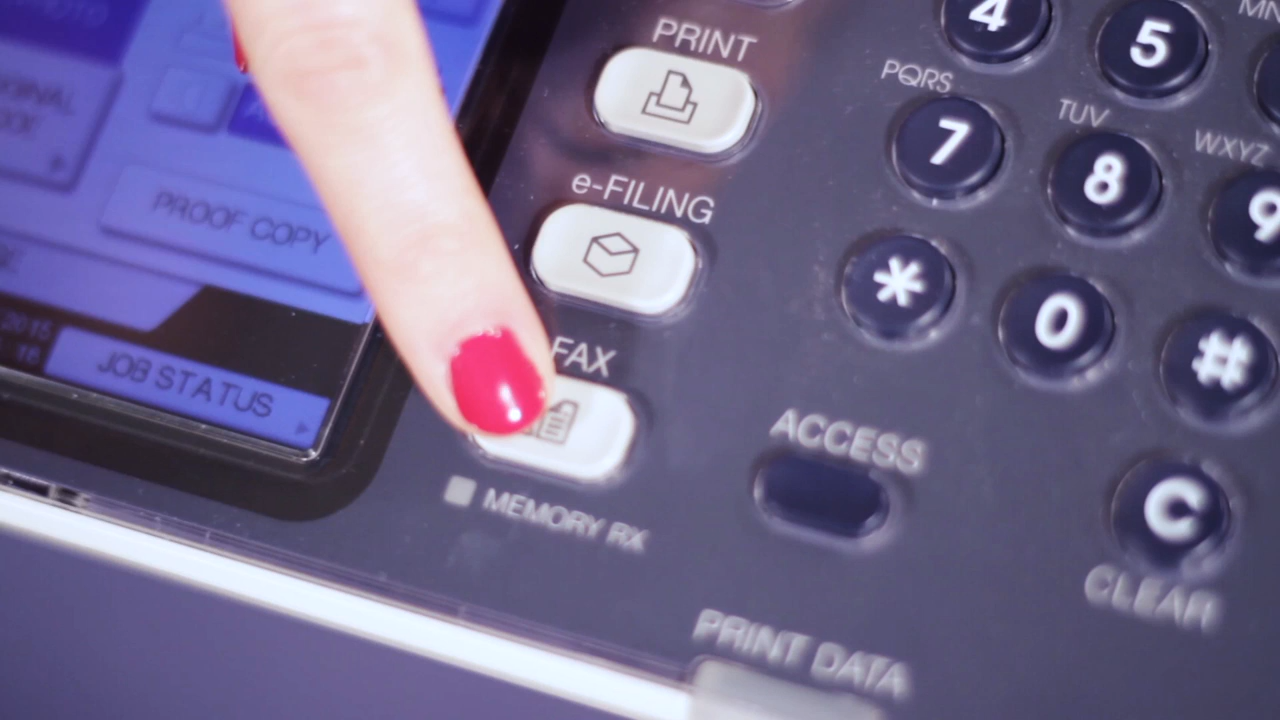 PRINT
e-FILING
FAX
MEMORY RX
PROOF COPY
2015
JOB STATUS
4
5
PQRS
7
TUV
8
WXYZ
9
*
0
#
ACCESS
C
CLEAR
PRINT DATA